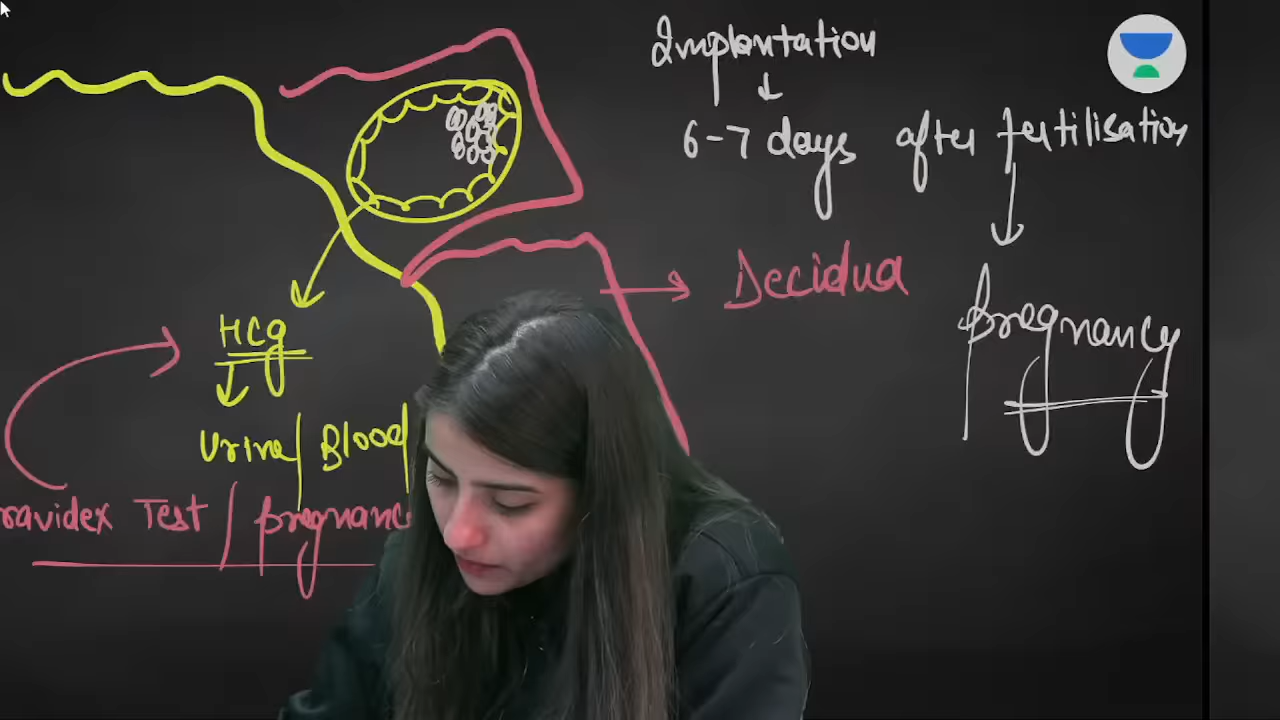 Implantation
6-7 days after fertilisation
pregnancy
Decidua
HCg
Urine/ Blood/
ravidex Test / pregnanc